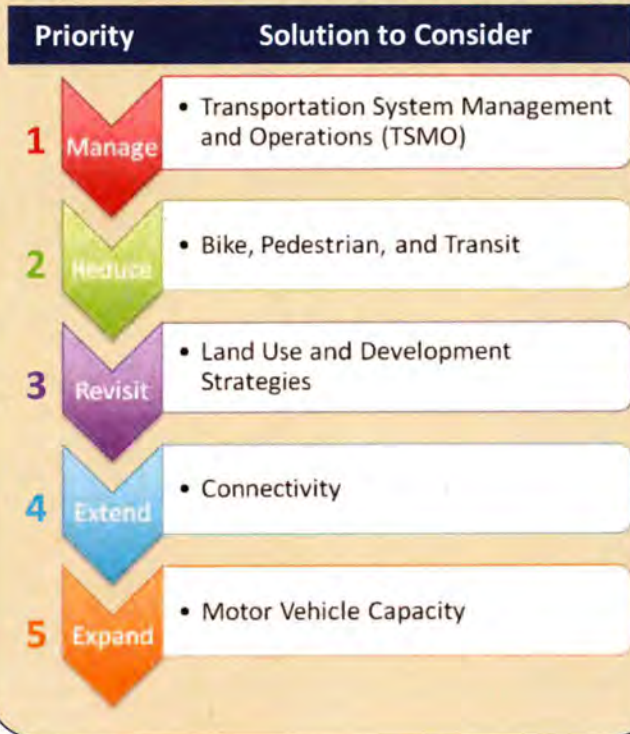 Priority Solution to Consider
1 Manage • Transportation System Management
and Operations (TSMO)
2 Reduce • Bike, Pedestrian, and Transit
3 Revisit • Land Use and Development
Strategies
4 Extend • Connectivity
5 Expand • Motor Vehicle Capacity